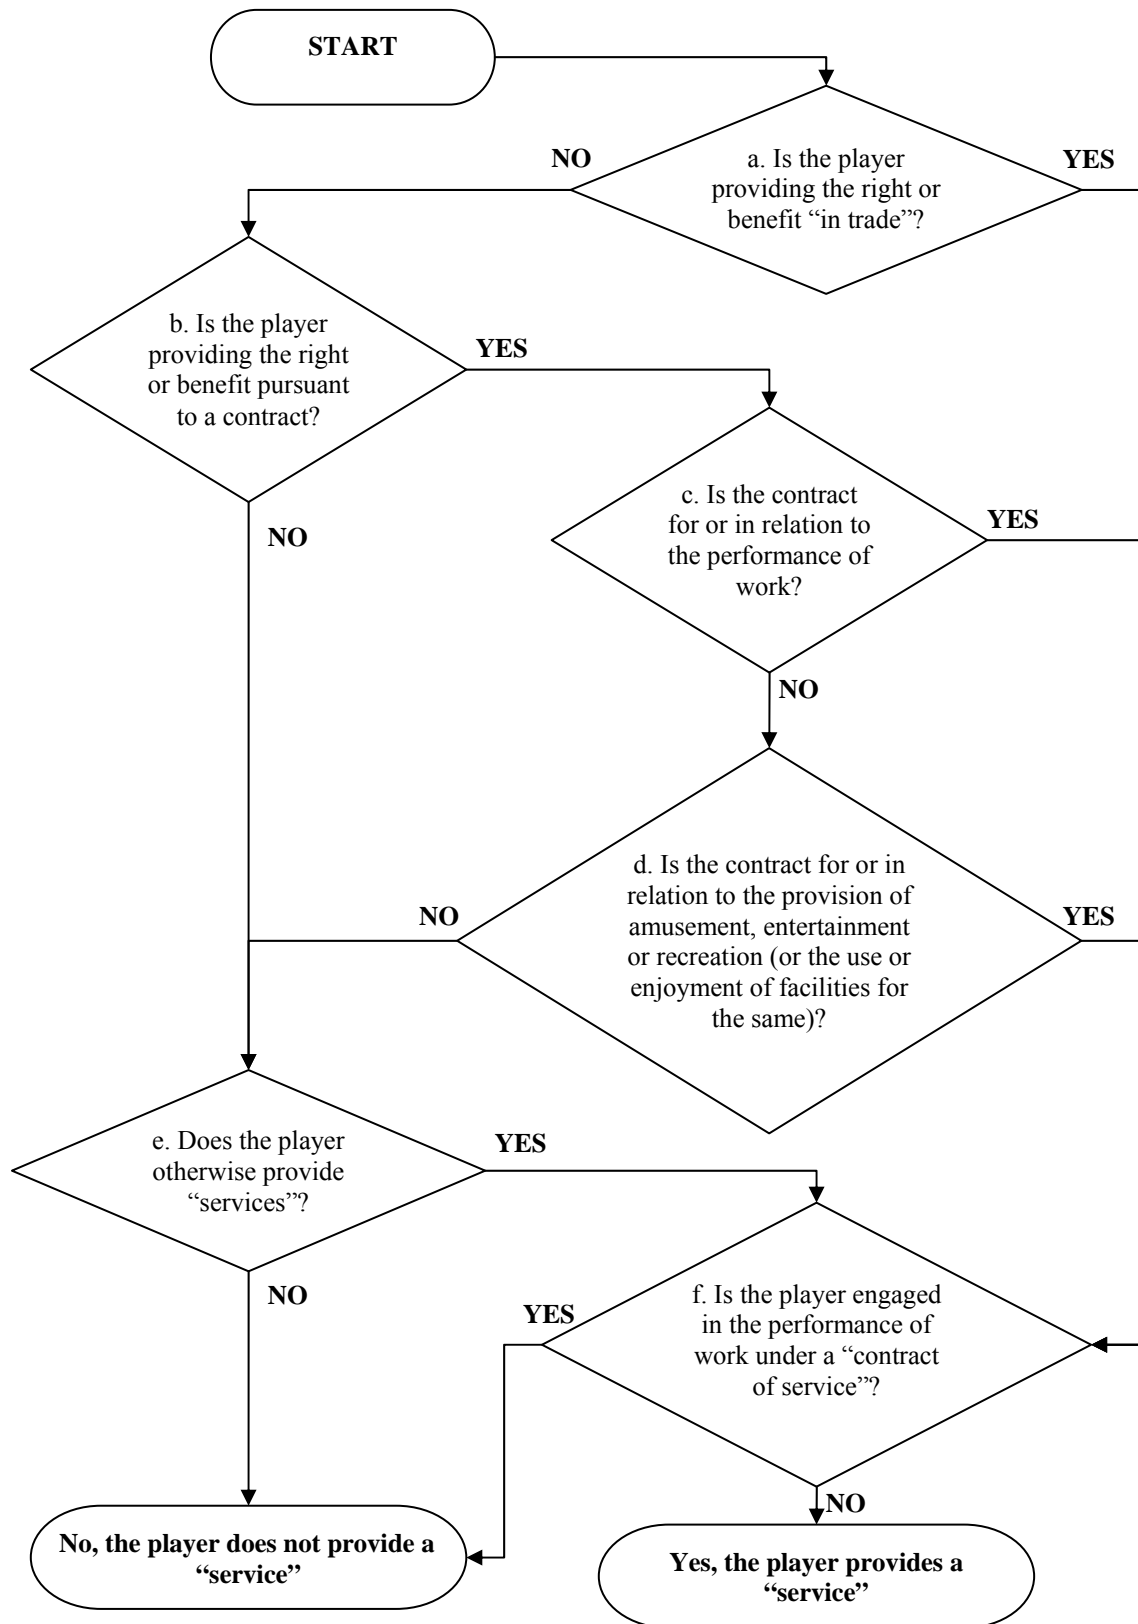 START
NO
a. Is the player
providing the right or
benefit “in trade”?
YES
b. Is the player
providing the right
or benefit pursuant
to a contract?
YES
NO
c. Is the contract
for or in relation to
the performance of
work?
YES
NO
d. Is the contract for or in
relation to the provision of
amusement, entertainment
or recreation (or the use or
enjoyment of facilities for
the same)?
NO
YES
e. Does the player
otherwise provide
“services”?
YES
NO
f. Is the player engaged
in the performance of
work under a “contract
of service”?
YES
NO
No, the player does not provide a
“service”
Yes, the player provides a
“service”